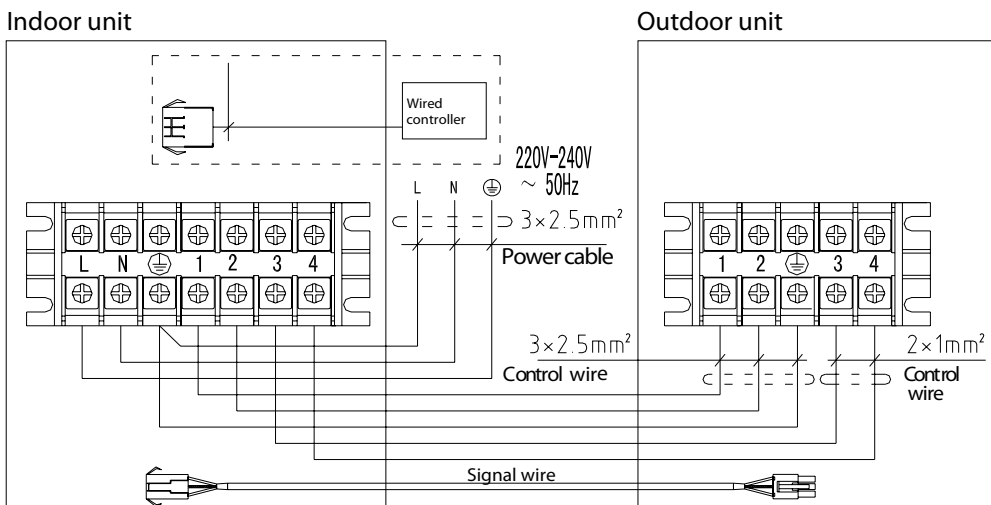 Indoor unit
Outdoor unit
Wired
controller
220V-240V
~ 50Hz
L N
3×2.5mm²
Power cable
L N 1 2 3 4
1 2 3 4
3×2.5mm²
Control wire
2×1mm²
Control
wire
Signal wire